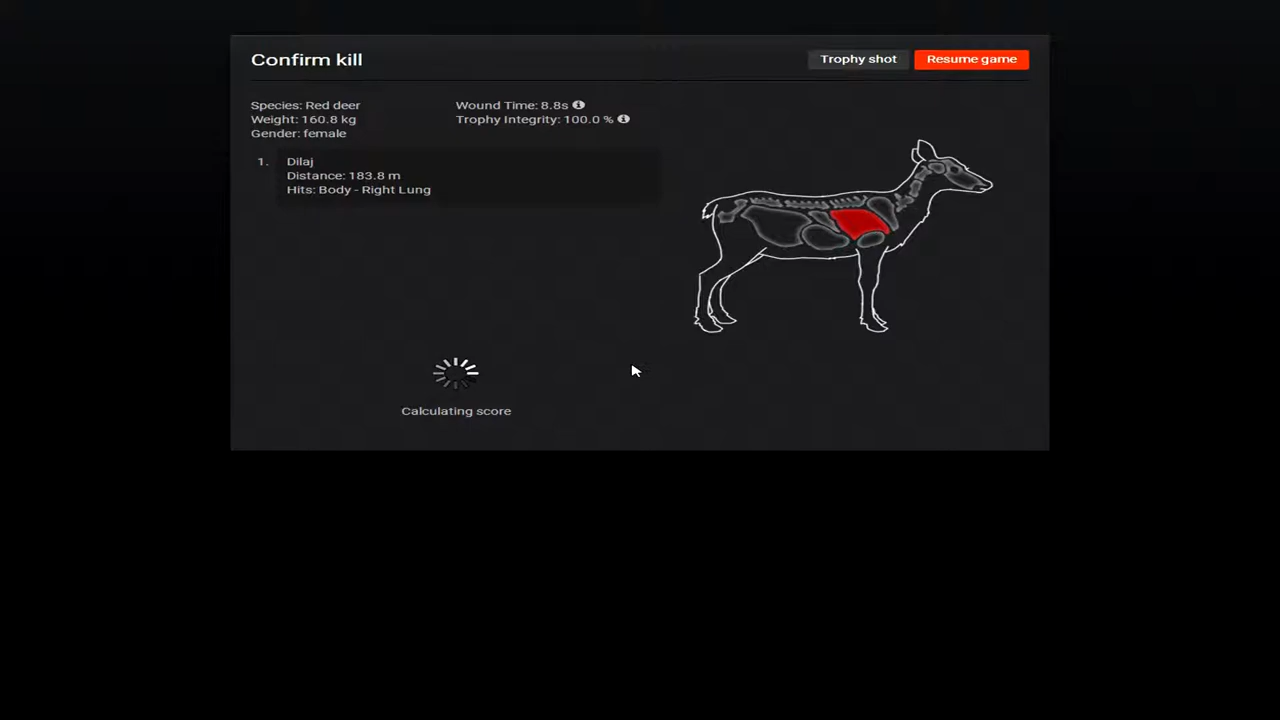 Confirm kill
Trophy shot
Resume game
Species: Red deer
Weight: 160.8 kg
Gender: female
Wound Time: 8.8s
Trophy Integrity: 100.0 %
1.
Dilaj
Distance: 183.8 m
Hits: Body - Right Lung
Calculating score